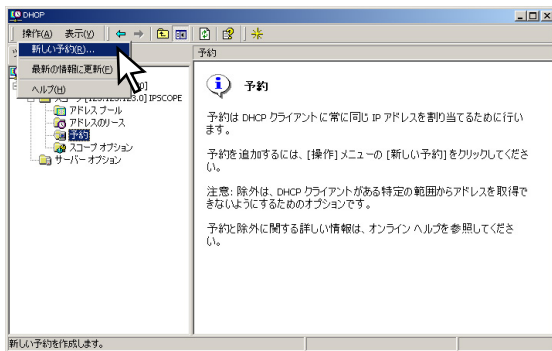 DHCP
操作(A) 表示(V)
新しい予約(R)...
最新の情報に更新(F)
ヘルプ(H)
0]
スコープ [123.123.123.0] IPSCOPE
アドレス プール
アドレスのリース
予約
スコープ オプション
サーバー オプション
予約
予約
予約は DHCP クライアントに常に同じ IP アドレスを割り当てるために行い
ます。
予約を追加するには、[操作] メニューの [新しい予約] をクリックしてくださ
い。
注意: 除外は、DHCP クライアントがある特定の範囲からアドレスを取得で
きないようにするためのオプションです。
予約と除外に関する詳しい情報は、オンライン ヘルプを参照してくださ
い。
新しい予約を作成します。